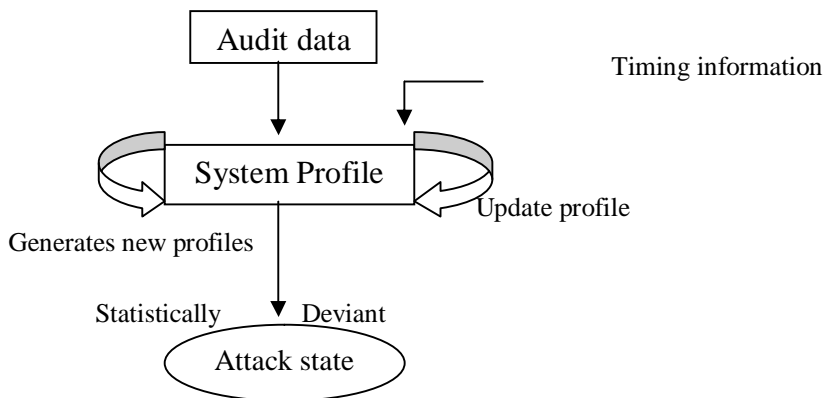 Audit data
Timing information
System Profile
Update profile
Generates new profiles
Statistically Deviant
Attack state